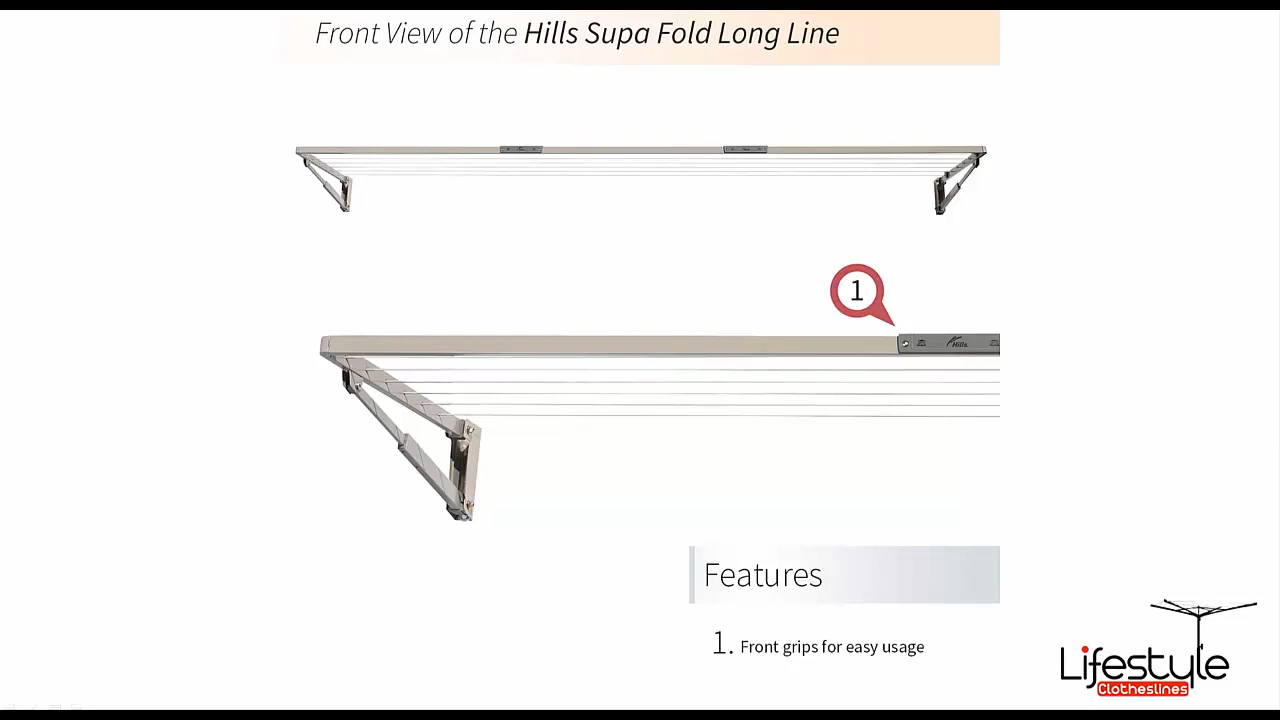 Front View of the Hills Supa Fold Long Line
1
Hills
Features
1. Front grips for easy usage
Lifestyle
Clotheslines